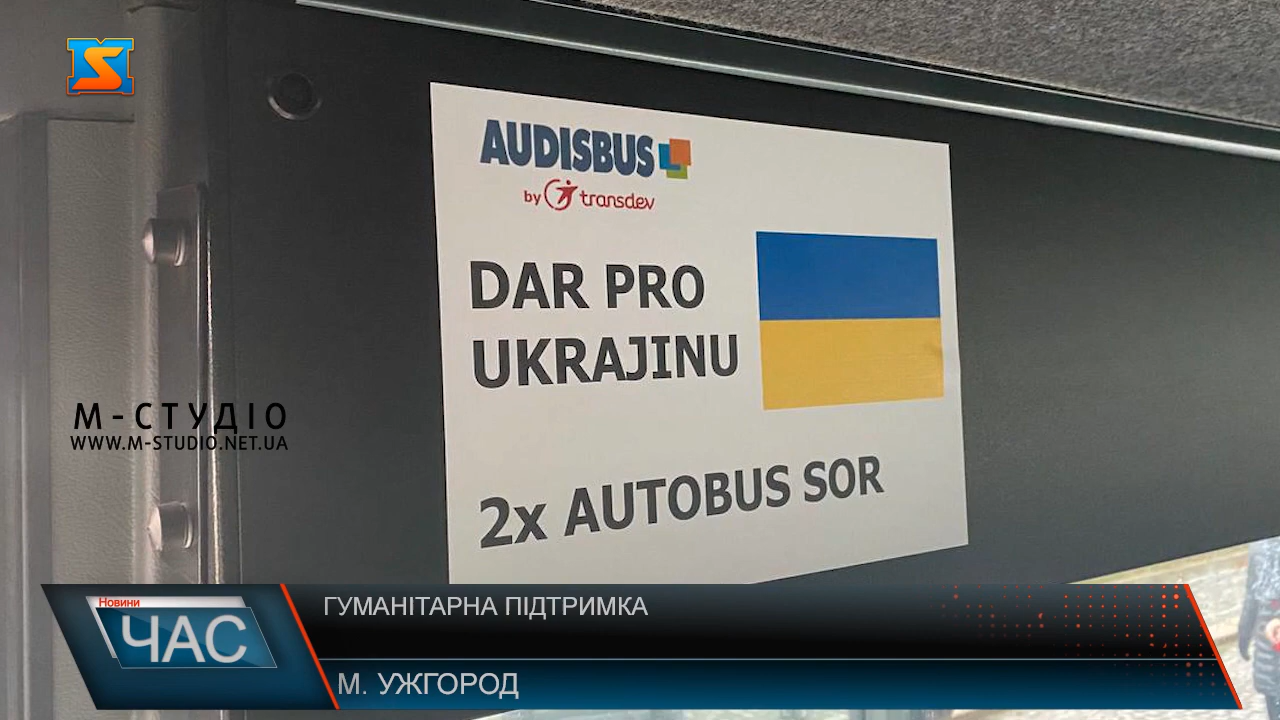 AUDISBUS
by transdev
DAR PRO
UKRAJINU
2x AUTOBUS SOR
М-СТУДІО
WWW.M-STUDIO.NET.UA
Новини
ЧАС
ГУМАНІТАРНА ПІДТРИМКА
М. УЖГОРОД